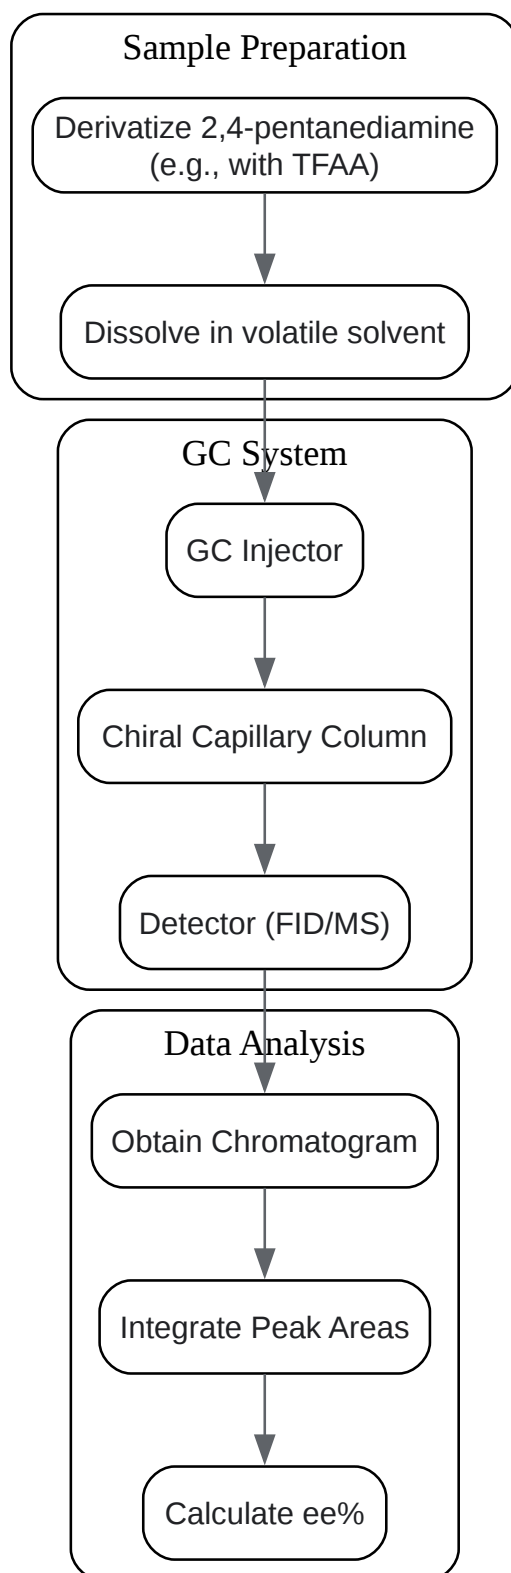 Sample Preparation
Derivatize 2,4-pentanediamine
(e.g., with TFAA)
Dissolve in volatile solvent
GC System
GC Injector
Chiral Capillary Column
Detector (FID/MS)
Data Analysis
Obtain Chromatogram
Integrate Peak Areas
Calculate ee%